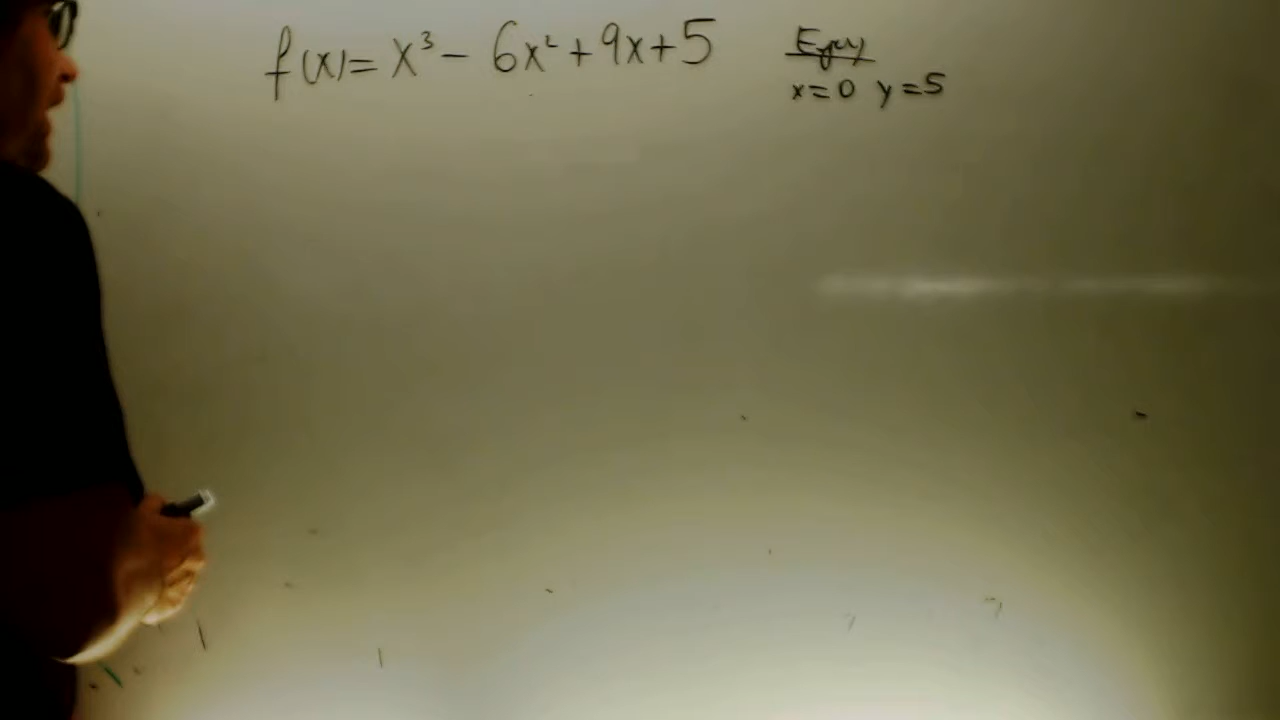 f(x)= x³ - 6x² + 9x + 5
x=0 y=5